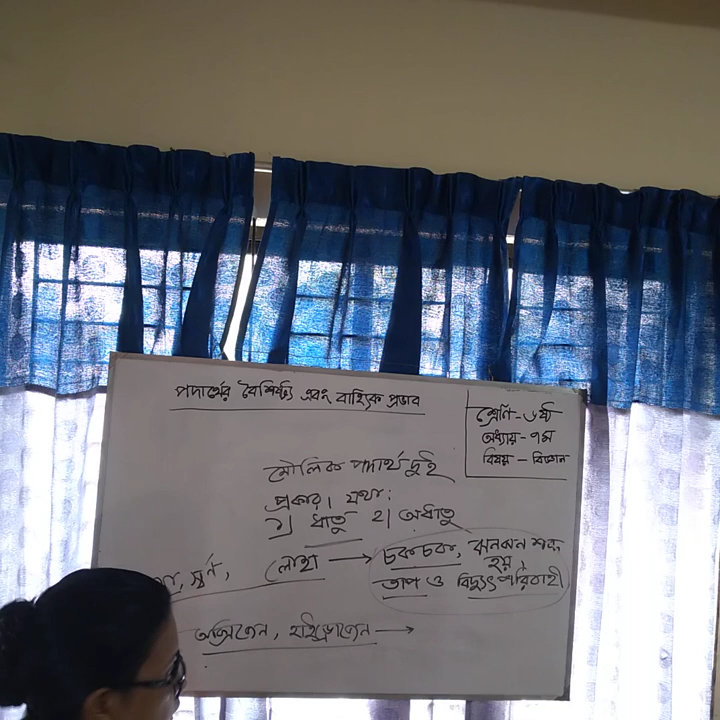 পদার্থের বৈশিষ্ট্য এবং বাহ্যিক প্রভাব
শ্রেণি - ৬ষ্ঠ
অধ্যায় - ৭ম
বিষয় - বিজ্ঞান
মৌলিক পদার্থ দুই
প্রকার। যথা:
১) ধাতু ২। অধাতু
স্বর্ণ, লোহা → চকচকে, ঝনঝন শব্দ
হয়,
তাপ ও বিদ্যুৎ পরিবাহী
অক্সিজেন, হাইড্রোজেন →